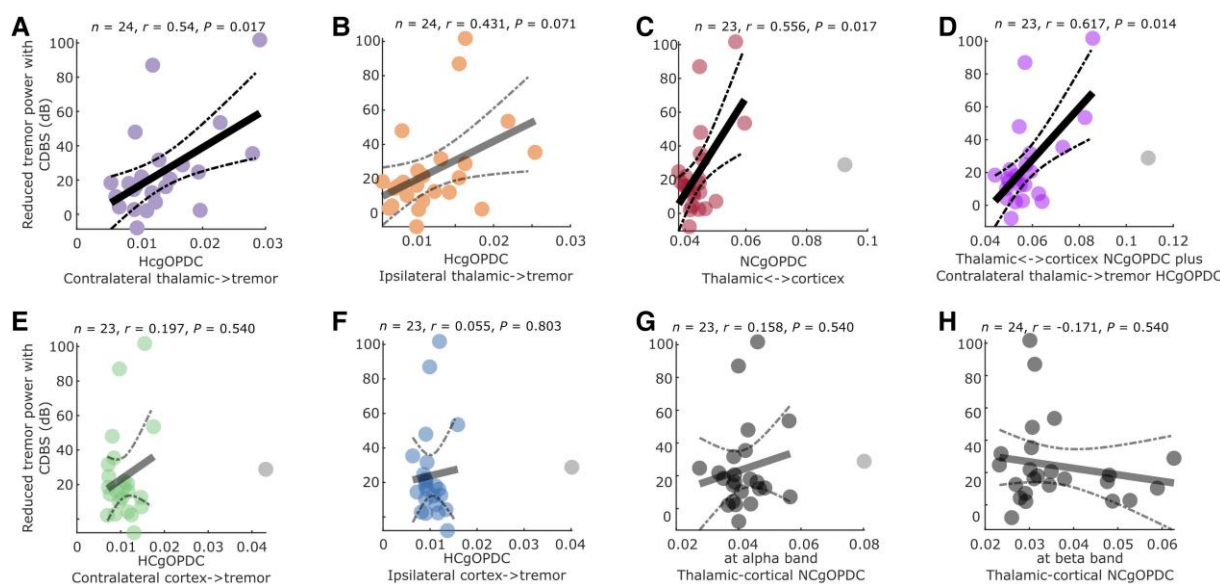 A
n = 24, r = 0.54, P = 0.017
Reduced tremor power with
CDBS (dB)
100
80
60
40
20
0
0
0.01
0.02
0.03
HcgOPDC
Contralateral thalamic->tremor
B
n = 24, r = 0.431, P = 0.071
100
80
60
40
20
0
0.01
0.02
0.03
HcgOPDC
Ipsilateral thalamic->tremor
C
n = 23, r = 0.556, P = 0.017
100
80
60
40
20
0
0.04
0.06
0.08
0.1
NCgOPDC
Thalamic<->corticex
D
n = 23, r = 0.617, P = 0.014
100
80
60
40
20
0
0.04
0.06
0.08
0.1
0.12
Thalamic<->corticex NCgOPDC plus
Contralateral thalamic->tremor HCgOPDC
E
n = 23, r = 0.197, P = 0.540
Reduced tremor power with
CDBS (dB)
100
80
60
40
20
0
0
0.01
0.02
0.03
0.04
HCgOPDC
Contralateral cortex->tremor
F
n = 23, r = 0.055, P = 0.803
100
80
60
40
20
0
0
0.01
0.02
0.04
HCgOPDC
Ipsilateral cortex->tremor
G
n = 23, r = 0.158, P = 0.540
100
80
60
40
20
0
0.02
0.04
0.06
0.08
at alpha band
Thalamic-cortical NCgOPDC
H
n = 24, r = -0.171, P = 0.540
100
80
60
40
20
0
0.02
0.03
0.04
0.05
0.06
at beta band
Thalamic-cortical NCgOPDC